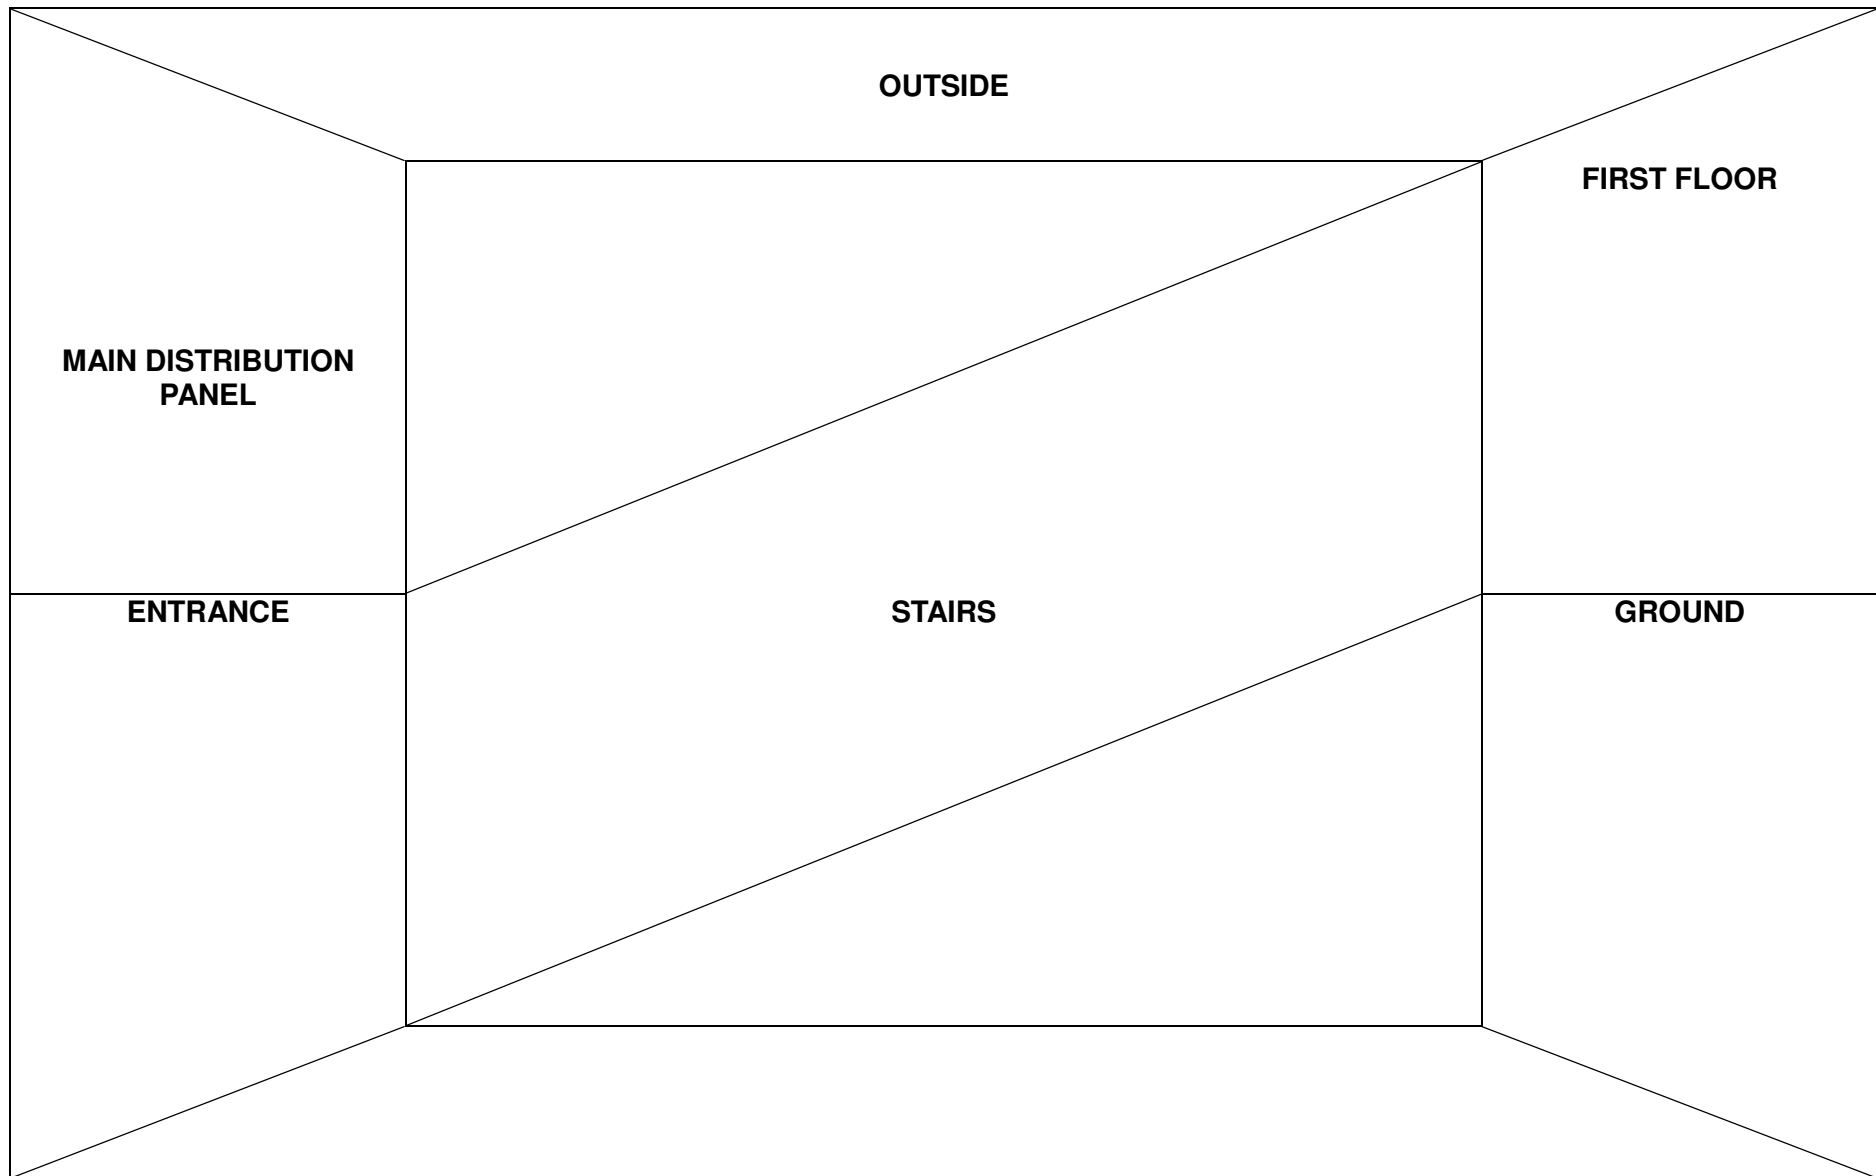 OUTSIDE
FIRST FLOOR
MAIN DISTRIBUTION
PANEL
ENTRANCE
STAIRS
GROUND